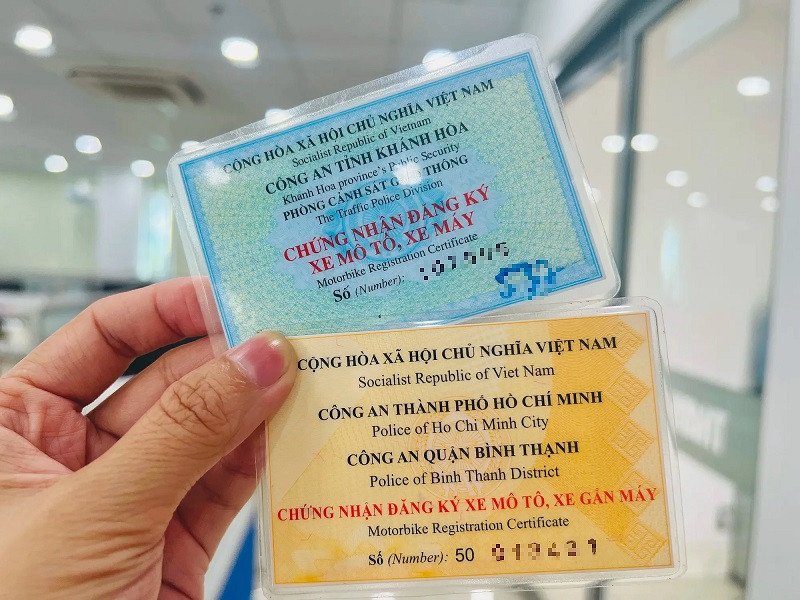 CỘNG HÒA XÃ HỘI CHỦ NGHĨA VIỆT NAM
Socialist Republic of Vietnam
CÔNG AN TỈNH KHÁNH HÒA
Khanh Hoa province's Public Security
PHÒNG CẢNH SÁT GIAO THÔNG
The Traffic Police Division
CHỨNG NHẬN ĐĂNG KÝ
XE MÔ TÔ, XE MÁY
Motorbike Registration Certificate
Số (Number):
CỘNG HÒA XÃ HỘI CHỦ NGHĨA VIỆT NAM
Socialist Republic of Viet Nam
CÔNG AN THÀNH PHỐ HỒ CHÍ MINH
Police of Ho Chi Minh City
CÔNG AN QUẬN BÌNH THẠNH
Police of Binh Thanh District
CHỨNG NHẬN ĐĂNG KÝ XE MÔ TÔ, XE GẮN MÁY
Motorbike Registration Certificate
Số (Number): 50